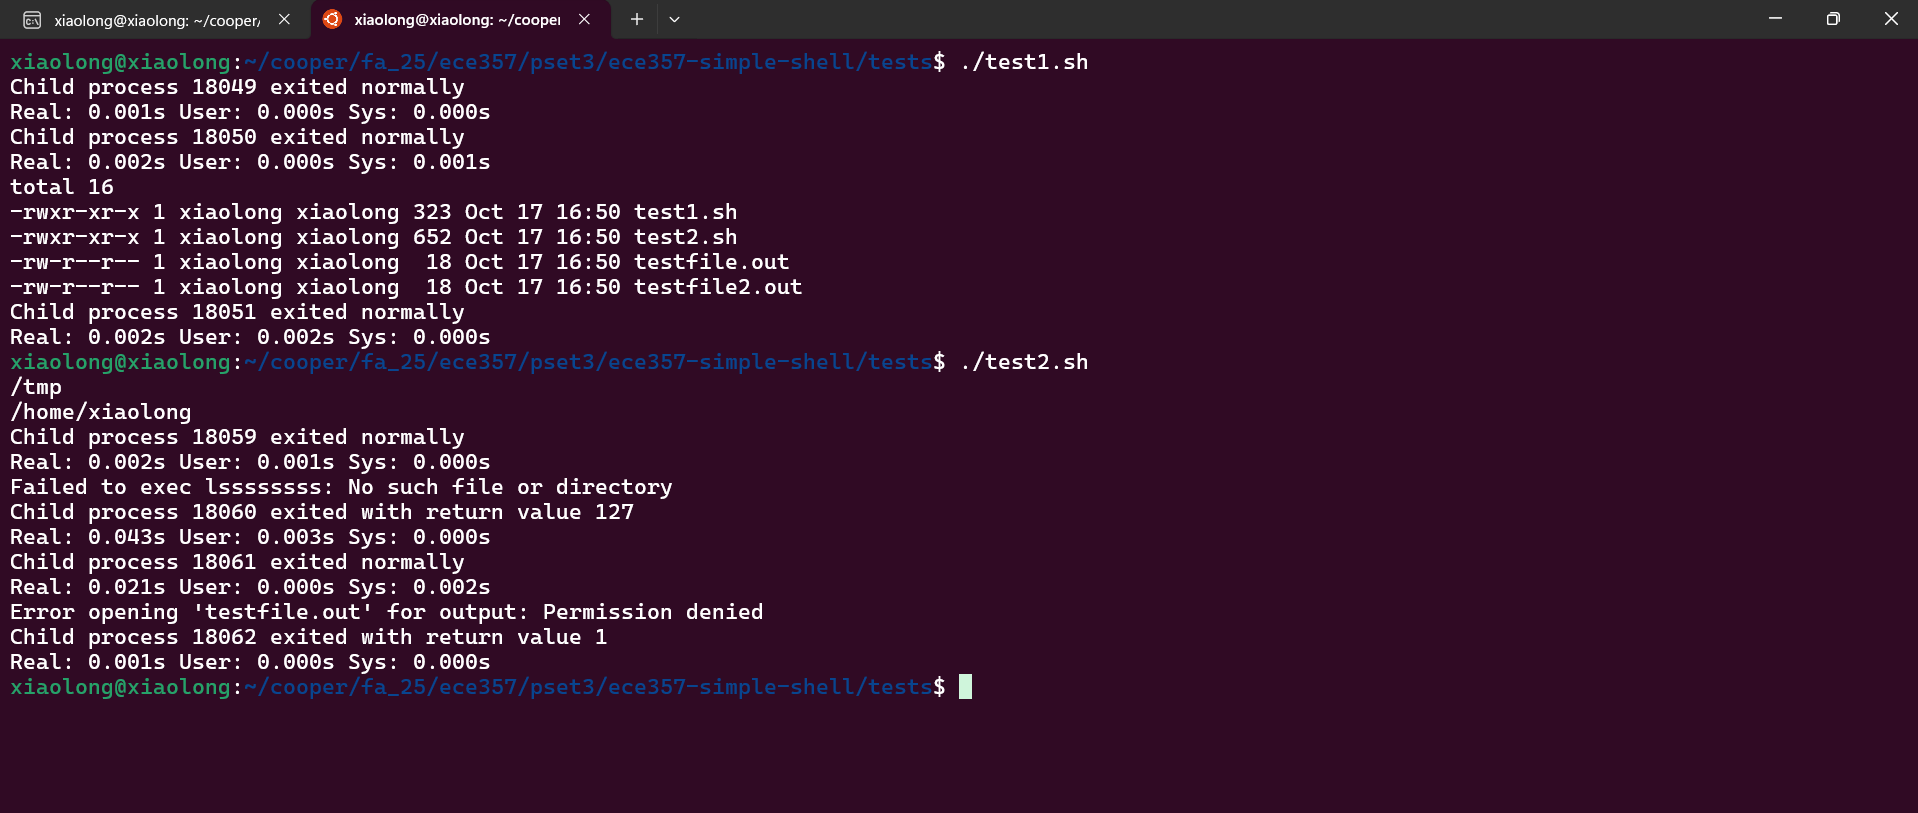 xiaolong@xiaolong: ~/cooper/
xiaolong@xiaolong: ~/cooper
xiaolong@xiaolong:~/cooper/fa_25/ece357/pset3/ece357-simple-shell/tests$ ./test1.sh
Child process 18049 exited normally
Real: 0.001s User: 0.000s Sys: 0.000s
Child process 18050 exited normally
Real: 0.002s User: 0.000s Sys: 0.001s
total 16
-rwxr-xr-x 1 xiaolong xiaolong 323 Oct 17 16:50 test1.sh
-rwxr-xr-x 1 xiaolong xiaolong 652 Oct 17 16:50 test2.sh
-rw-r--r-- 1 xiaolong xiaolong  18 Oct 17 16:50 testfile.out
-rw-r--r-- 1 xiaolong xiaolong  18 Oct 17 16:50 testfile2.out
Child process 18051 exited normally
Real: 0.002s User: 0.002s Sys: 0.000s
xiaolong@xiaolong:~/cooper/fa_25/ece357/pset3/ece357-simple-shell/tests$ ./test2.sh
/tmp
/home/xiaolong
Child process 18059 exited normally
Real: 0.002s User: 0.001s Sys: 0.000s
Failed to exec lssssssss: No such file or directory
Child process 18060 exited with return value 127
Real: 0.043s User: 0.003s Sys: 0.000s
Child process 18061 exited normally
Real: 0.021s User: 0.000s Sys: 0.002s
Error opening 'testfile.out' for output: Permission denied
Child process 18062 exited with return value 1
Real: 0.001s User: 0.000s Sys: 0.000s
xiaolong@xiaolong:~/cooper/fa_25/ece357/pset3/ece357-simple-shell/tests$